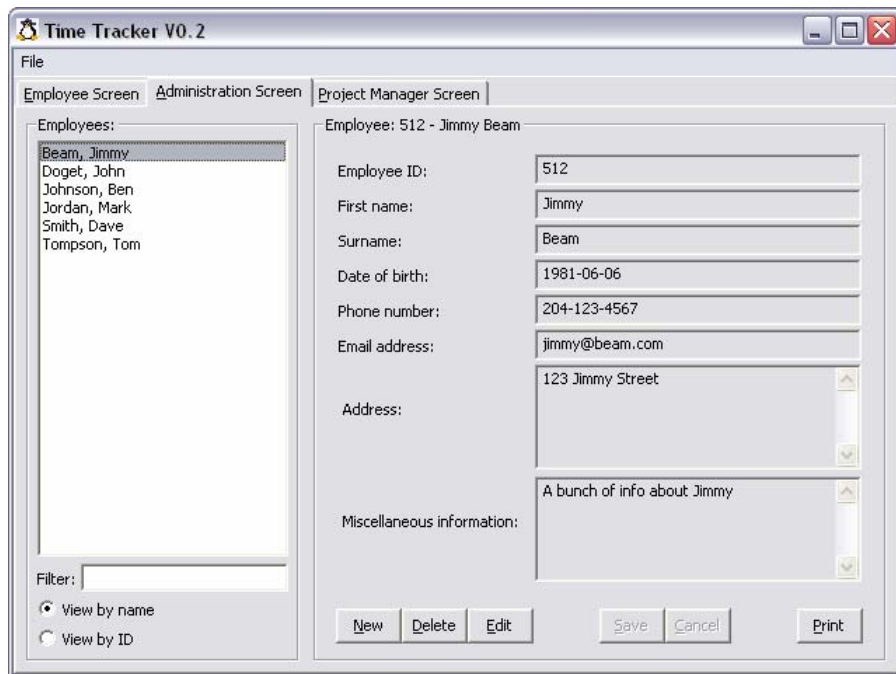 Time Tracker V0.2
File
Employee Screen Administration Screen Project Manager Screen
Employees:
Beam, Jimmy
Doget, John
Johnson, Ben
Jordan, Mark
Smith, Dave
Tompson, Tom
Filter:
View by name
View by ID
Employee: 512 - Jimmy Beam
Employee ID: 512
First name: Jimmy
Surname: Beam
Date of birth: 1981-06-06
Phone number: 204-123-4567
Email address: jimmy@beam.com
Address: 123 Jimmy Street
Miscellaneous information: A bunch of info about Jimmy
New Delete Edit Save Cancel Print